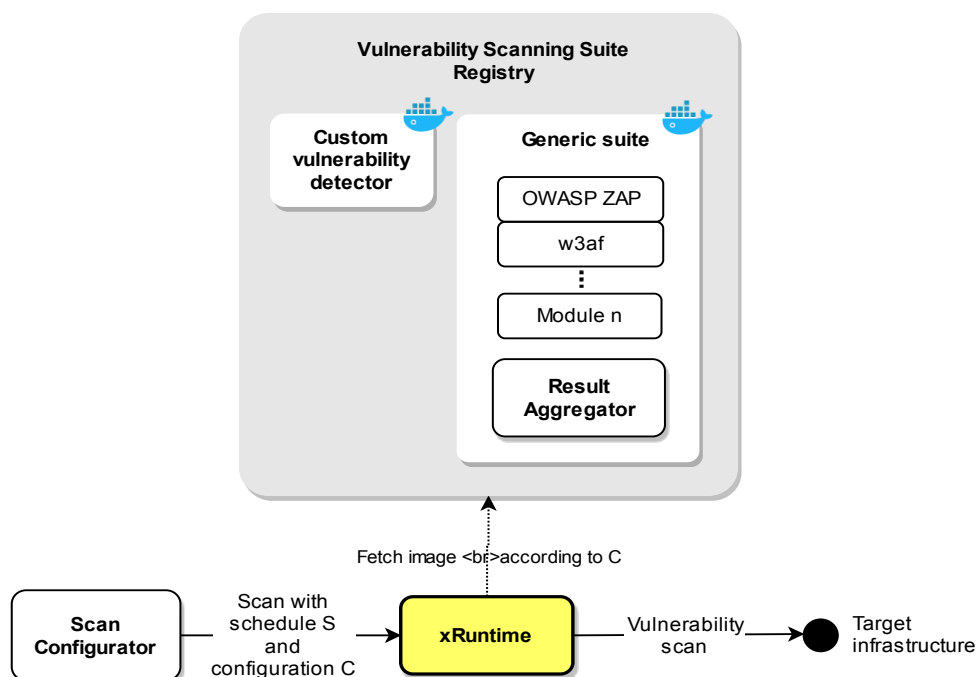 Vulnerability Scanning Suite
Registry
Custom
vulnerability
detector
Generic suite
OWASP ZAP
w3af
Module n
Result
Aggregator
Fetch image <br>according to C
Scan
Configurator
Scan with
schedule S
and
configuration C
xRuntime
Vulnerability
scan
Target
infrastructure